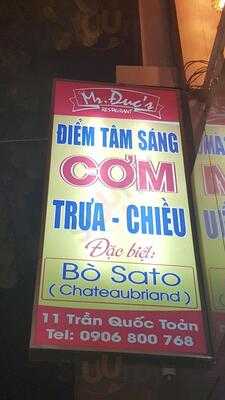 Mr. Đức's
RESTAURANT
ĐIỂM TÂM SÁNG
CƠM
TRƯA - CHIỀU
Đặc biệt:
Bò Sato
( Chateaubriand )
11 Trần Quốc Toản
Tel: 0906 800 768